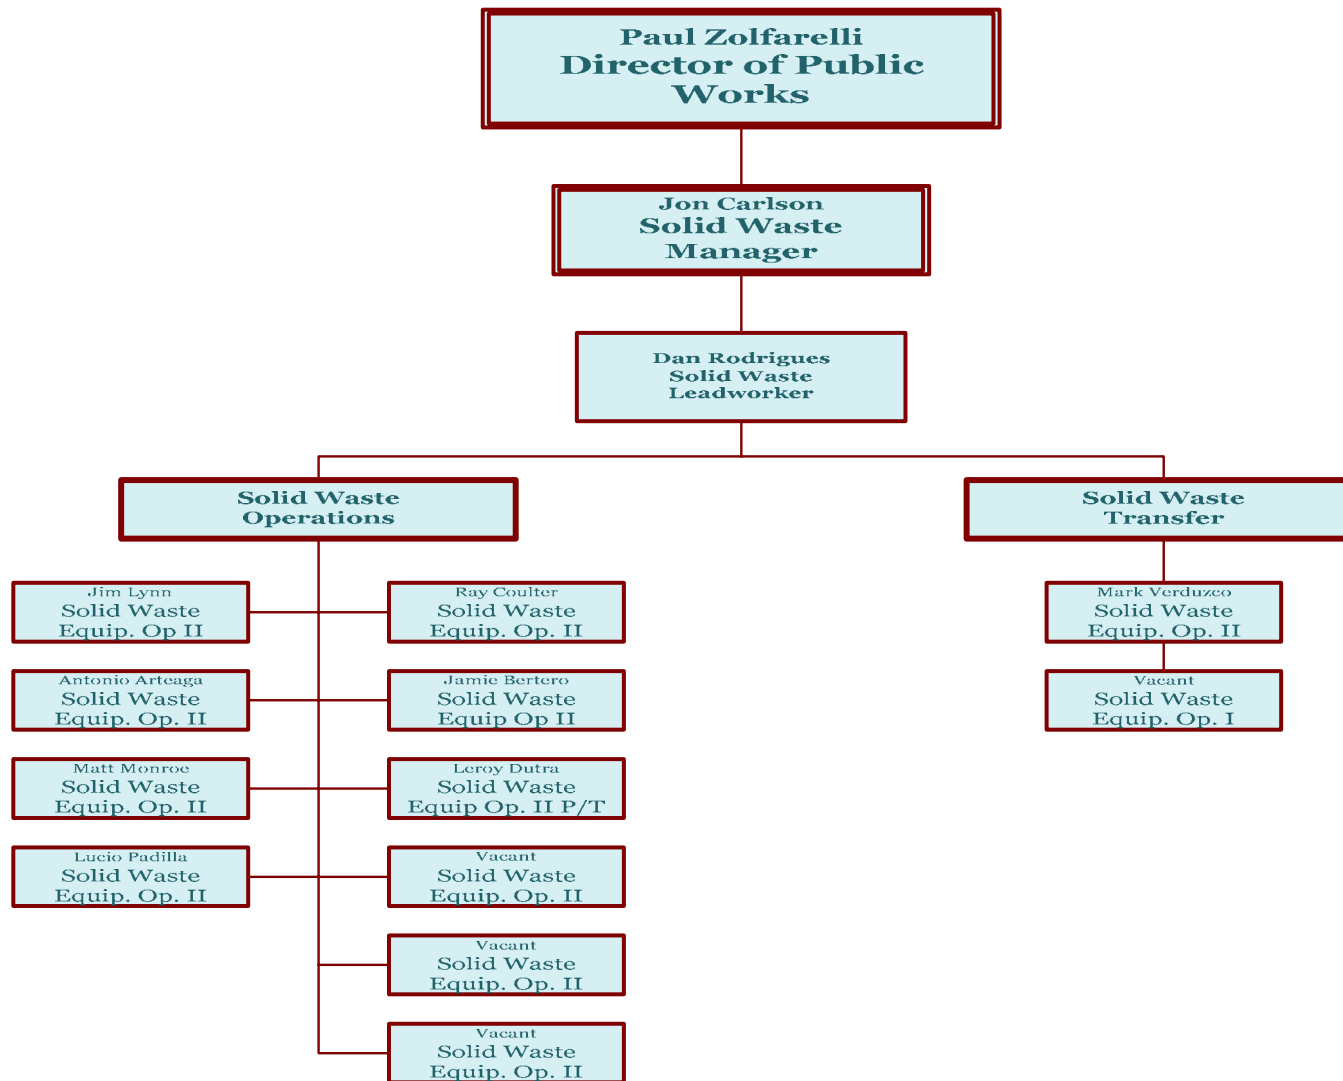 Paul Zolfarelli
Director of Public
Works
Jon Carlson
Solid Waste
Manager
Dan Rodrigues
Solid Waste
Leadworker
Solid Waste
Operations
Solid Waste
Transfer
Jim Lynn
Solid Waste
Equip. Op II
Ray Coulter
Solid Waste
Equip. Op. II
Mark Verduzco
Solid Waste
Equip. Op. II
Antonio Arteaga
Solid Waste
Equip. Op. II
Jamie Bertero
Solid Waste
Equip Op II
Vacant
Solid Waste
Equip. Op. I
Matt Monroe
Solid Waste
Equip. Op. II
Leroy Dutra
Solid Waste
Equip Op. II P/T
Lucio Padilla
Solid Waste
Equip. Op. II
Vacant
Solid Waste
Equip. Op. II
Vacant
Solid Waste
Equip. Op. II
Vacant
Solid Waste
Equip. Op. II